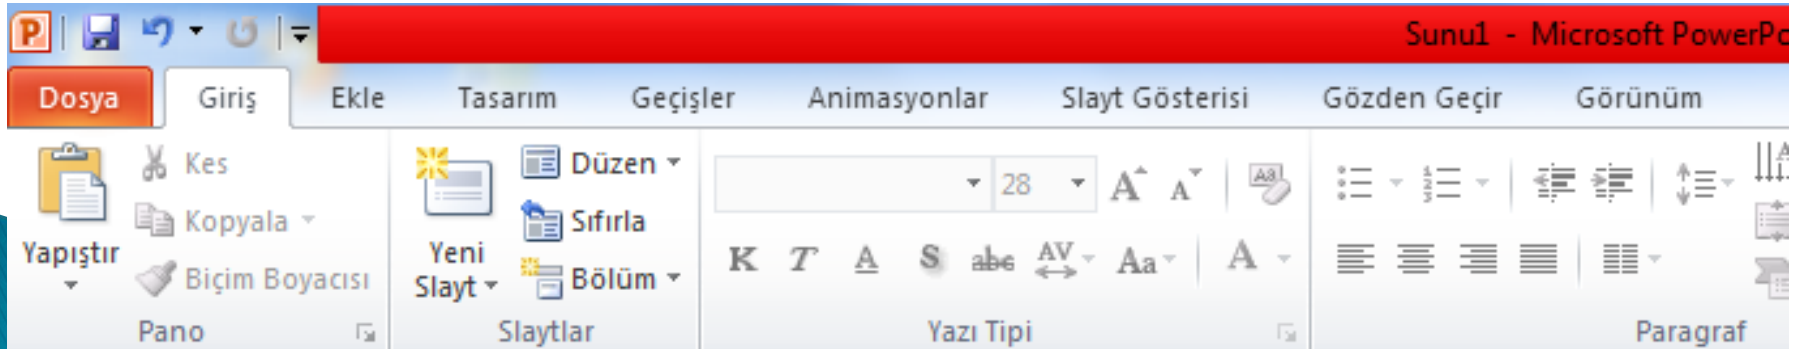 Sunu1 - Microsoft PowerPo
Dosya Giriş Ekle Tasarım Geçişler Animasyonlar Slayt Gösterisi Gözden Geçir Görünüm
Yapıştır
Kes
Kopyala
Biçim Boyacısı
Pano
Yeni
Slayt
Düzen
Sıfırla
Bölüm
Slaytlar
28 A A Aa
K T A S abc AV Aa A
Yazı Tipi
Paragraf